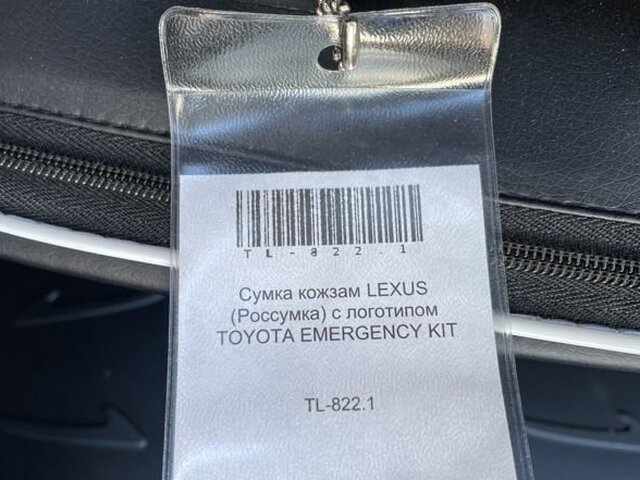 TL-822.1
Сумка кожзам LEXUS
(Россумка) с логотипом
TOYOTA EMERGENCY KIT
TL-822.1